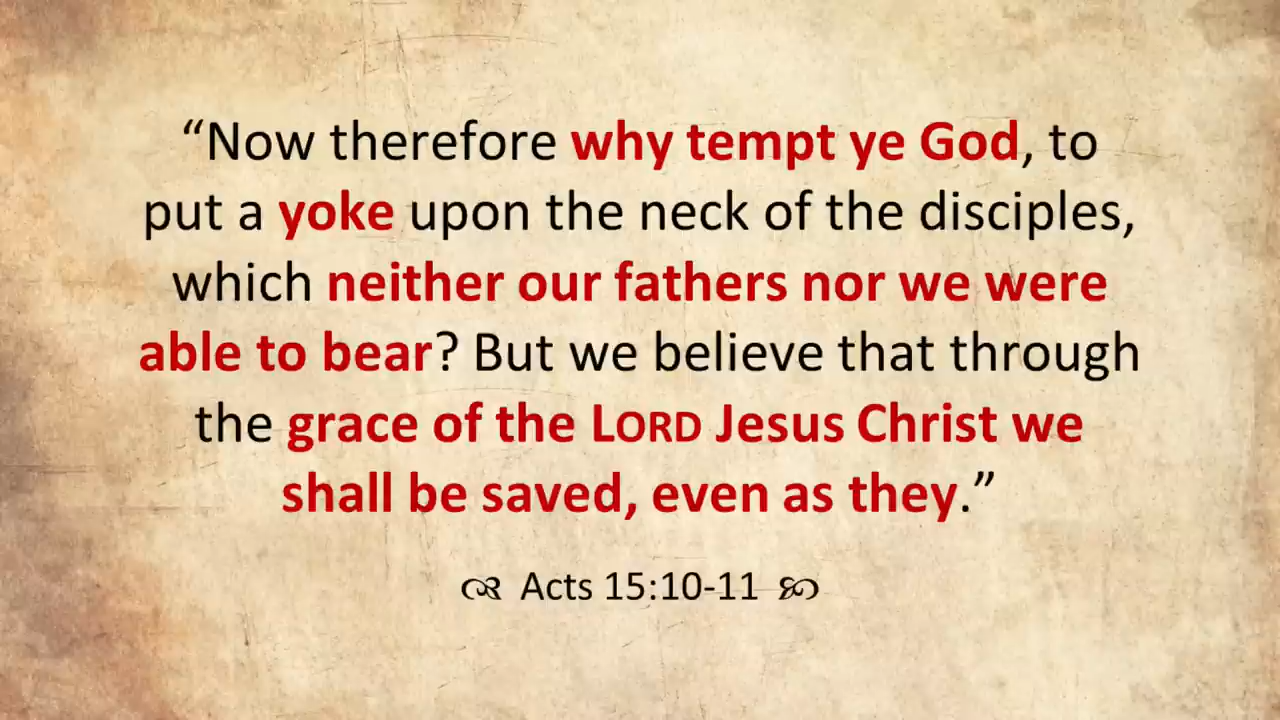 “Now therefore why tempt ye God, to
put a yoke upon the neck of the disciples,
which neither our fathers nor we were
able to bear? But we believe that through
the grace of the LORD Jesus Christ we
shall be saved, even as they.”
Acts 15:10-11